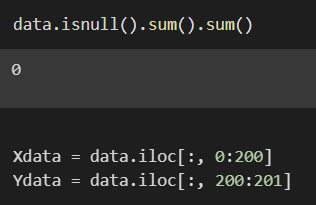 data.isnull().sum().sum()
0
Xdata = data.iloc[:, 0:200]
Ydata = data.iloc[:, 200:201]